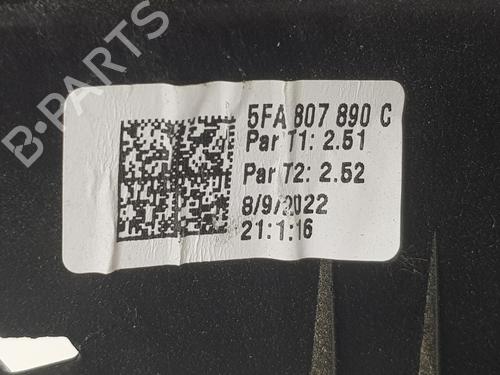 B-PARTS
5FA 807 890 C
Par T1: 2.51
Par T2: 2.52
8/9/2022
21:1:16